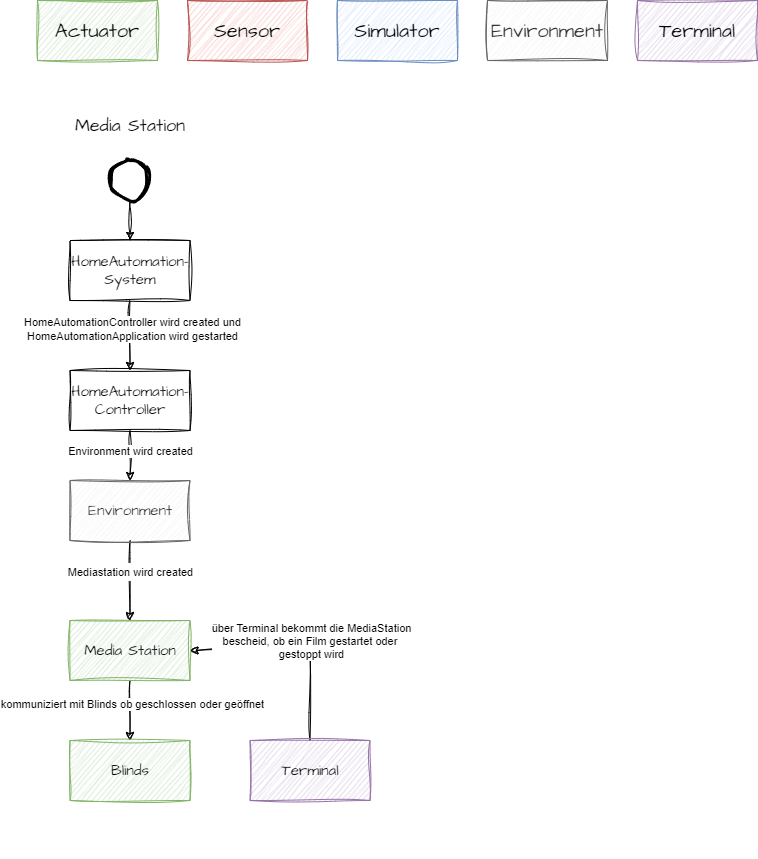 Actuator
Sensor
Simulator
Environment
Terminal
Media Station
HomeAutomation-
System
HomeAutomationController wird created und
HomeAutomationApplication wird gestarted
HomeAutomation-
Controller
Environment wird created
Environment
Mediastation wird created
über Terminal bekommt die MediaStation
bescheid, ob ein Film gestartet oder
gestoppt wird
Media Station
kommuniziert mit Blinds ob geschlossen oder geöffnet
Blinds
Terminal